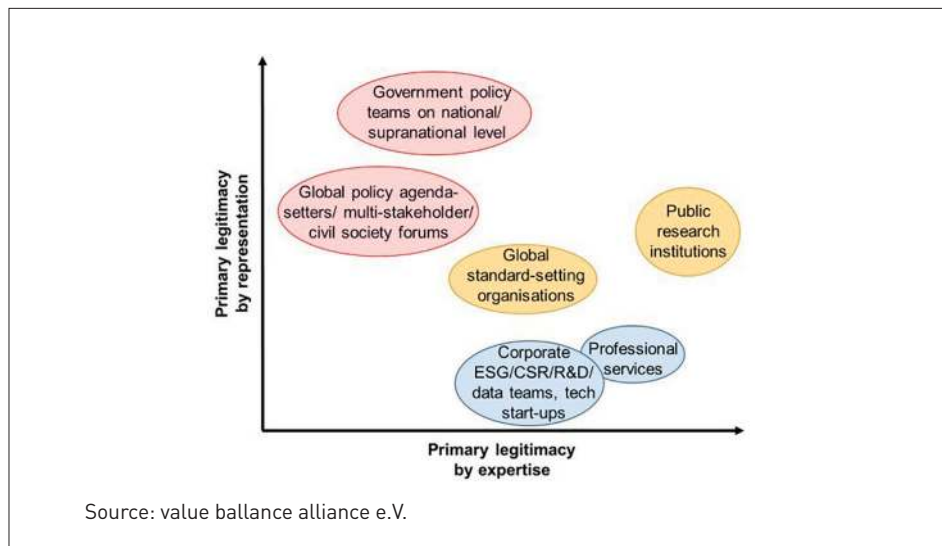 Government policy
teams on national/
supranational level
Global policy agenda-
setters/ multi-stakeholder/
civil society forums
Public
research
institutions
Global
standard-setting
organisations
Corporate
ESG/CSR/R&D/
data teams, tech
start-ups
Professional
services
Primary legitimacy
by representation
Primary legitimacy
by expertise
Source: value ballance alliance e.V.